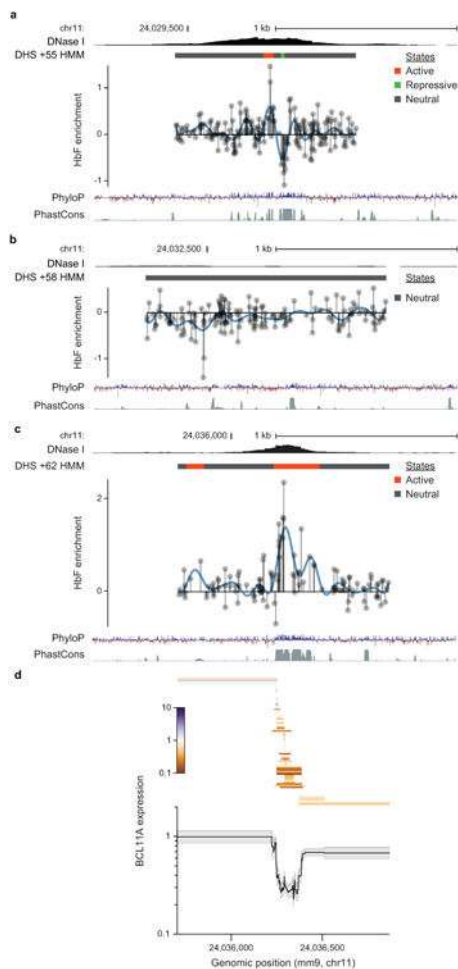 a
chr11: 24,029,500 1 kb
DNase I
DHS +55 HMM
States
Active
Repressive
Neutral
HbF enrichment
1
0
-1
PhyloP
PhastCons
b
chr11: 24,032,500 1 kb
DNase I
DHS +58 HMM
States
Neutral
HbF enrichment
0
-1
PhyloP
PhastCons
c
chr11: 24,036,000 1 kb
DNase I
DHS +62 HMM
States
Active
Neutral
HbF enrichment
2
0
PhyloP
PhastCons
d
10
1
0.1
BCL11A expression
1
0.1
24,036,000 24,036,500
Genomic position (mm9, chr11)